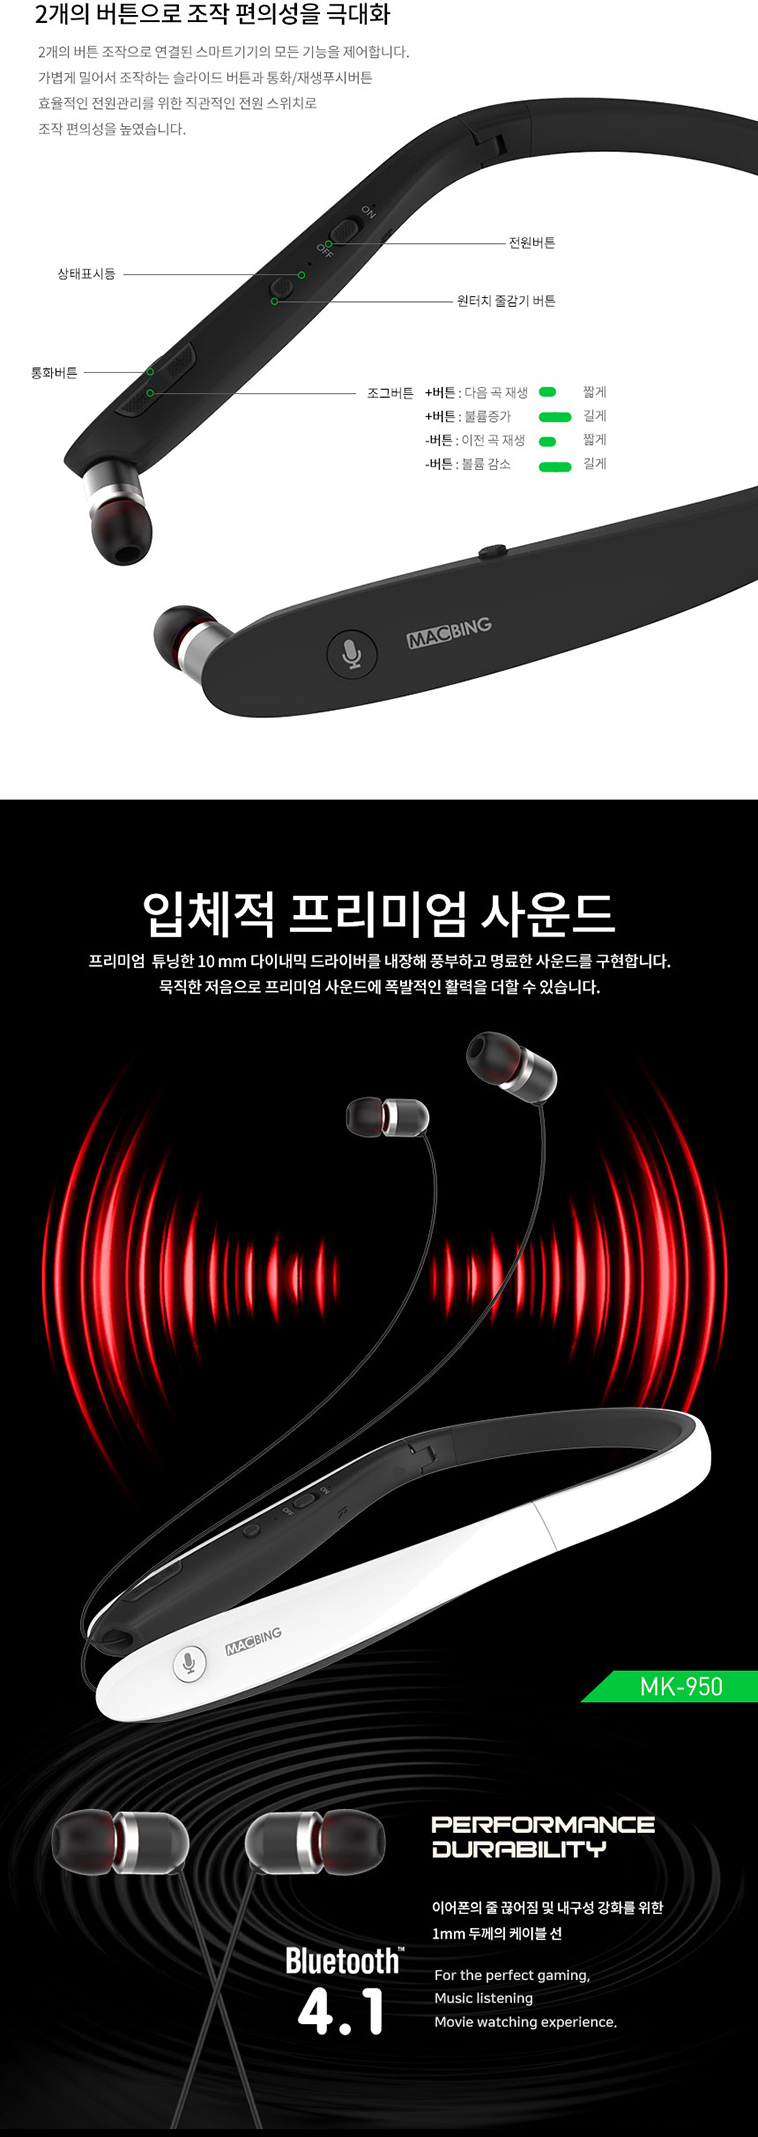 2개의 버튼으로 조작 편의성을 극대화
2개의 버튼 조작으로 연결된 스마트기기의 모든 기능을 제어합니다.
가볍게 밀어서 조작하는 슬라이드 버튼과 통화/재생푸시버튼
효율적인 전원관리를 위한 직관적인 전원 스위치로
조작 편의성을 높였습니다.
ON
OFF
전원버튼
상태표시등
원터치 줄감기 버튼
통화버튼
조그버튼
+버튼 : 다음 곡 재생 짧게
+버튼 : 볼륨증가 길게
-버튼 : 이전 곡 재생 짧게
-버튼 : 볼륨 감소 길게
MACBING
입체적 프리미엄 사운드
프리미엄 튜닝한 10 mm 다이내믹 드라이버를 내장해 풍부하고 명료한 사운드를 구현합니다.
묵직한 저음으로 프리미엄 사운드에 폭발적인 활력을 더할 수 있습니다.
ON
OFF
MACBING
MK-950
PERFORMANCE
DURABILITY
이어폰의 줄 끊어짐 및 내구성 강화를 위한
1mm 두께의 케이블 선
Bluetooth™
4.1
For the perfect gaming,
Music listening
Movie watching experience.